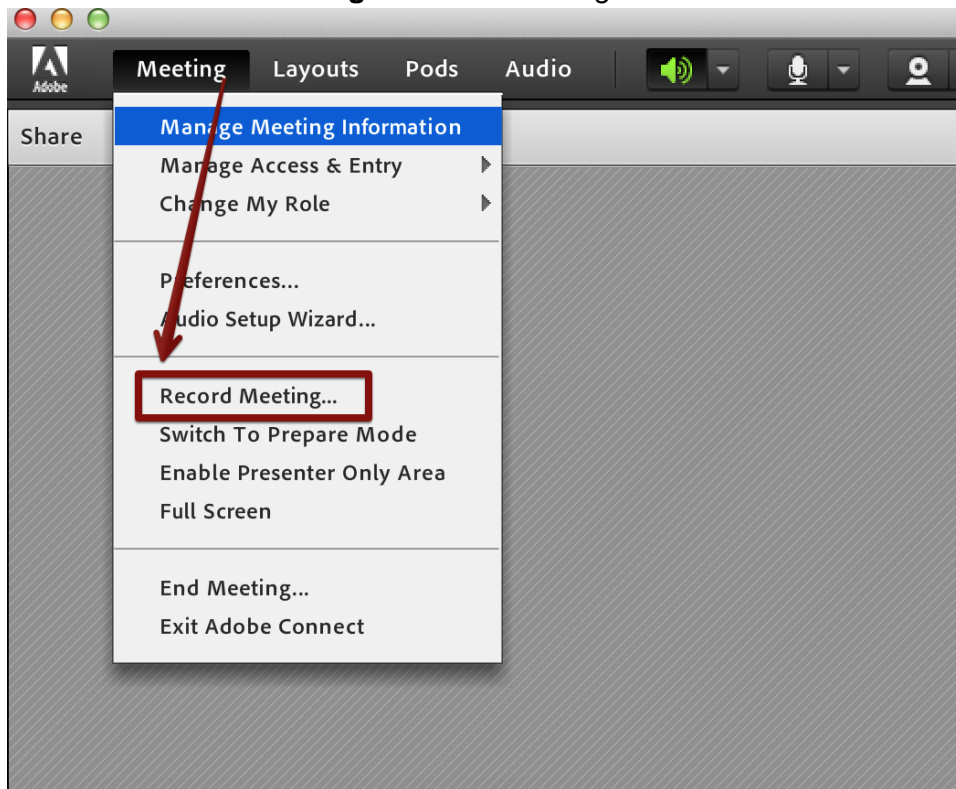 Adobe
Meeting Layouts Pods Audio
Share
Manage Meeting Information
Manage Access & Entry
Change My Role
Preferences...
Audio Setup Wizard...
Record Meeting...
Switch To Prepare Mode
Enable Presenter Only Area
Full Screen
End Meeting...
Exit Adobe Connect